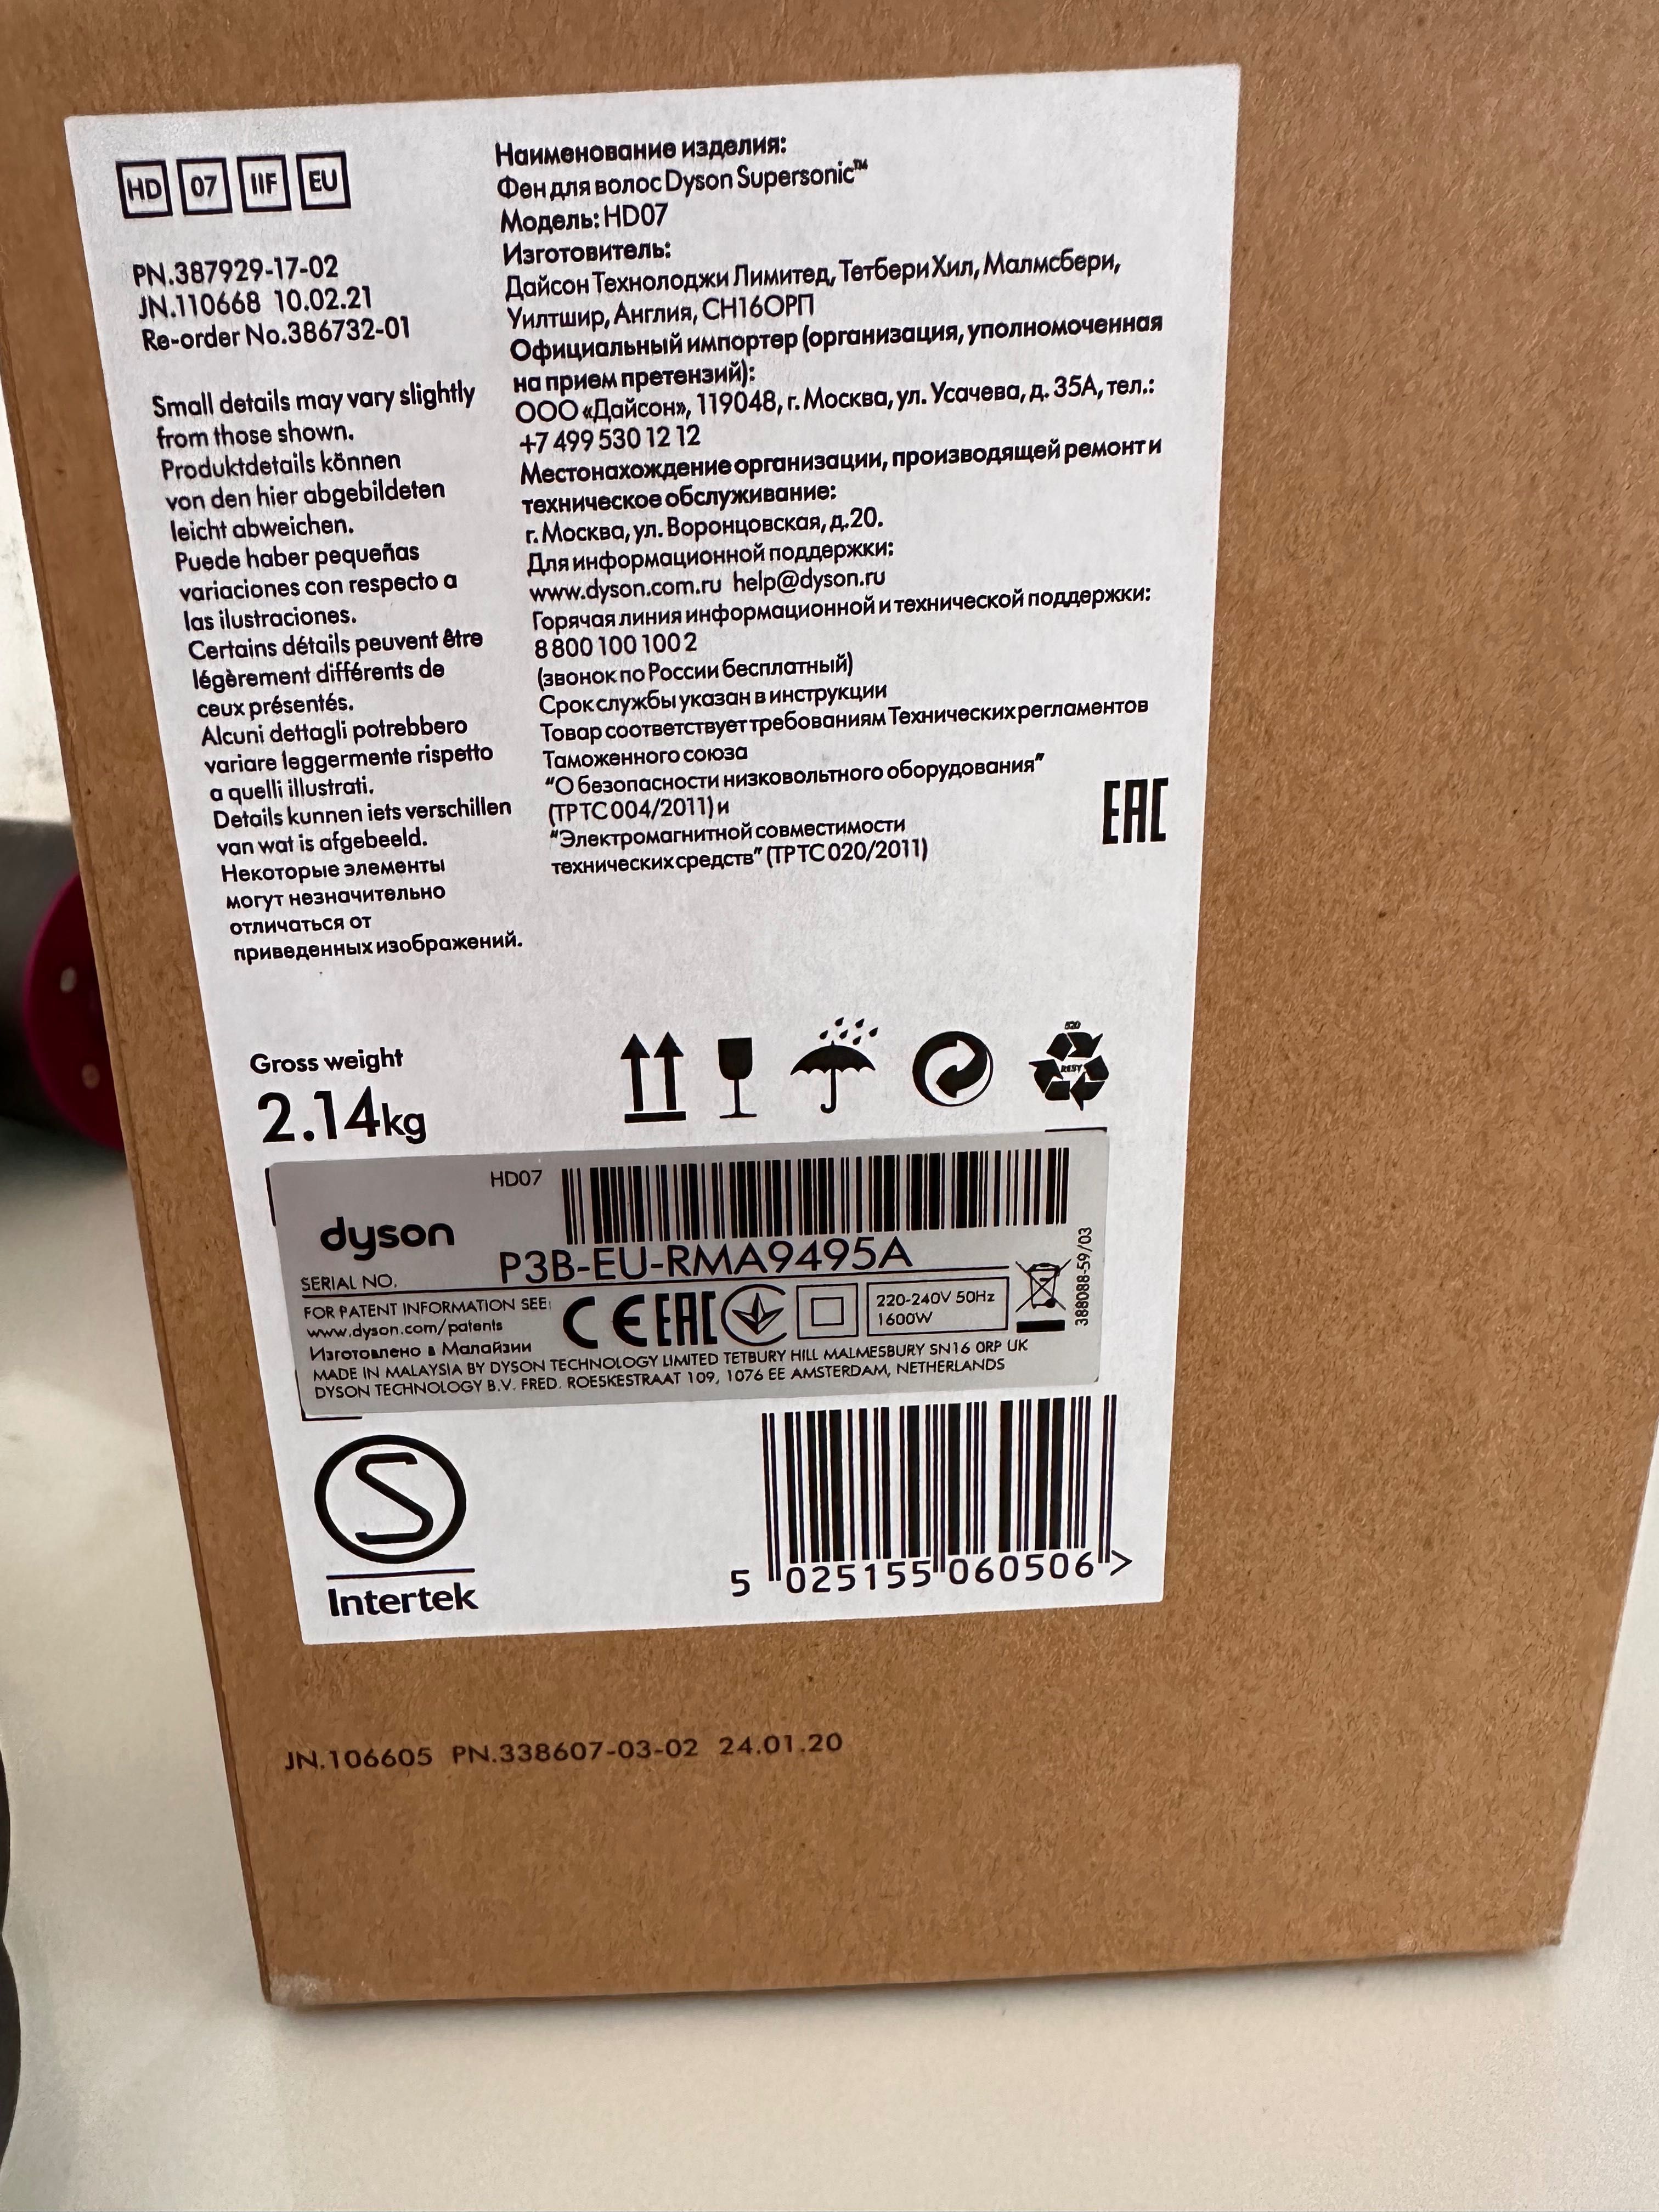 HD 07 IIF EU
PN.387929-17-02
JN.110668 10.02.21
Re-order No.386732-01
Small details may vary slightly
from those shown.
Produktdetails können
von den hier abgebildeten
leicht abweichen.
Puede haber pequeñas
variaciones con respecto a
las ilustraciones.
Certains détails peuvent être
légèrement différents de
ceux présentés.
Alcuni dettagli potrebbero
variare leggermente rispetto
a quelli illustrati.
Details kunnen iets verschillen
van wat is afgebeeld.
Некоторые элементы
могут незначительно
отличаться от
приведенных изображений.
Наименование изделия:
Фен для волос Dyson Supersonic™
Модель: HD07
Изготовитель:
Дайсон Технолоджи Лимитед, Тетбери Хил, Малмсбери,
Уилтшир, Англия, СН16ОРП
Официальный импортер (организация, уполномоченная
на прием претензий):
ООО «Дайсон», 119048, г. Москва, ул. Усачева, д. 35А, тел.:
+7 499 530 12 12
Местонахождение организации, производящей ремонт и
техническое обслуживание:
г. Москва, ул. Воронцовская, д.20.
Для информационной поддержки:
www.dyson.com.ru help@dyson.ru
Горячая линия информационной и технической поддержки:
8 800 100 100 2
(звонок по России бесплатный)
Срок службы указан в инструкции
Товар соответствует требованиям Технических регламентов
Таможенного союза
"О безопасности низковольтного оборудования"
(ТР ТС 004/2011) и
"Электромагнитной совместимости
технических средств" (ТР ТС 020/2011)
EAC
Gross weight
2.14kg
520
RESY
HD07
dyson
SERIAL NO.
P3B-EU-RMA9495A
FOR PATENT INFORMATION SEE:
www.dyson.com/patents
Изготовлено в Малайзии
CE EAC
220-240V 50Hz
1600W
388088-59/03
MADE IN MALAYSIA BY DYSON TECHNOLOGY LIMITED TETBURY HILL MALMESBURY SN16 0RP UK
DYSON TECHNOLOGY B.V. FRED. ROESKESTRAAT 109, 1076 EE AMSTERDAM, NETHERLANDS
S
Intertek
5 025155 060506 >
JN.106605 PN.338607-03-02 24.01.20